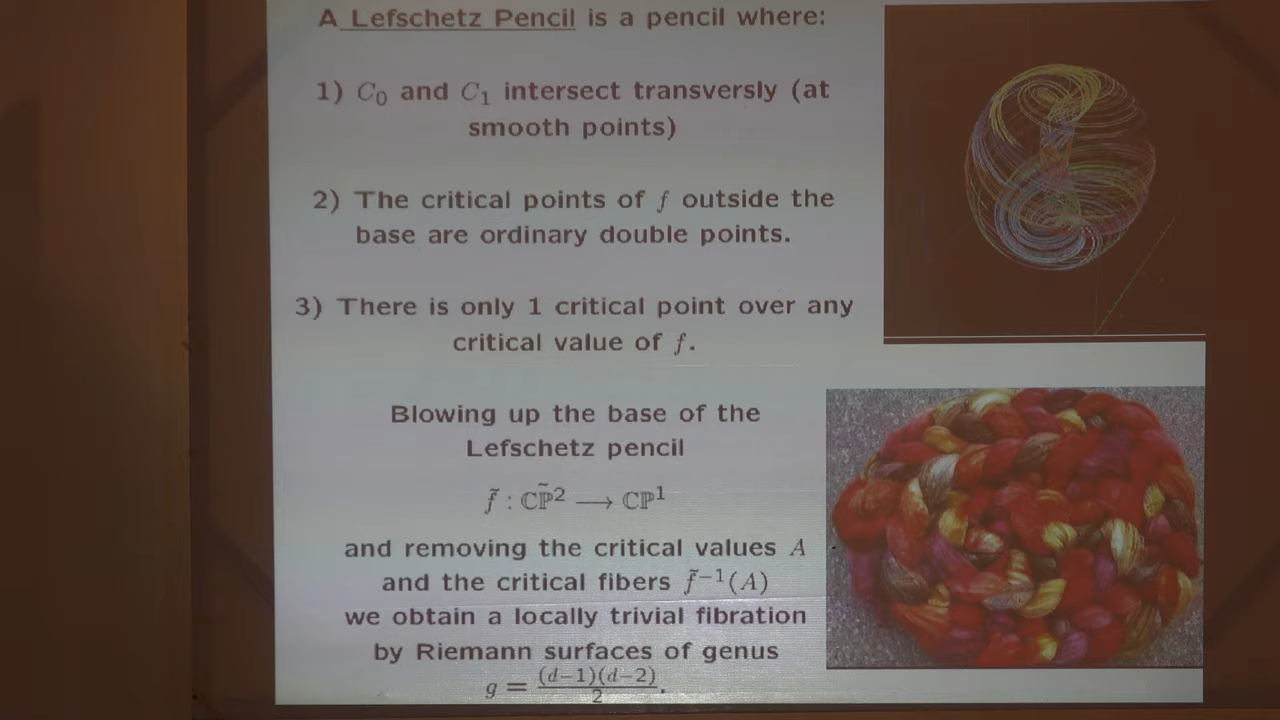 A Lefschetz Pencil is a pencil where:
1) C₀ and C₁ intersect transversly (at
smooth points)
2) The critical points of f outside the
base are ordinary double points.
3) There is only 1 critical point over any
critical value of f.
Blowing up the base of the
Lefschetz pencil
f̃ : ℂℙ̃² ⟶ ℂℙ¹
and removing the critical values A
and the critical fibers f̃⁻¹(A)
we obtain a locally trivial fibration
by Riemann surfaces of genus
g = (d−1)(d−2)/2.